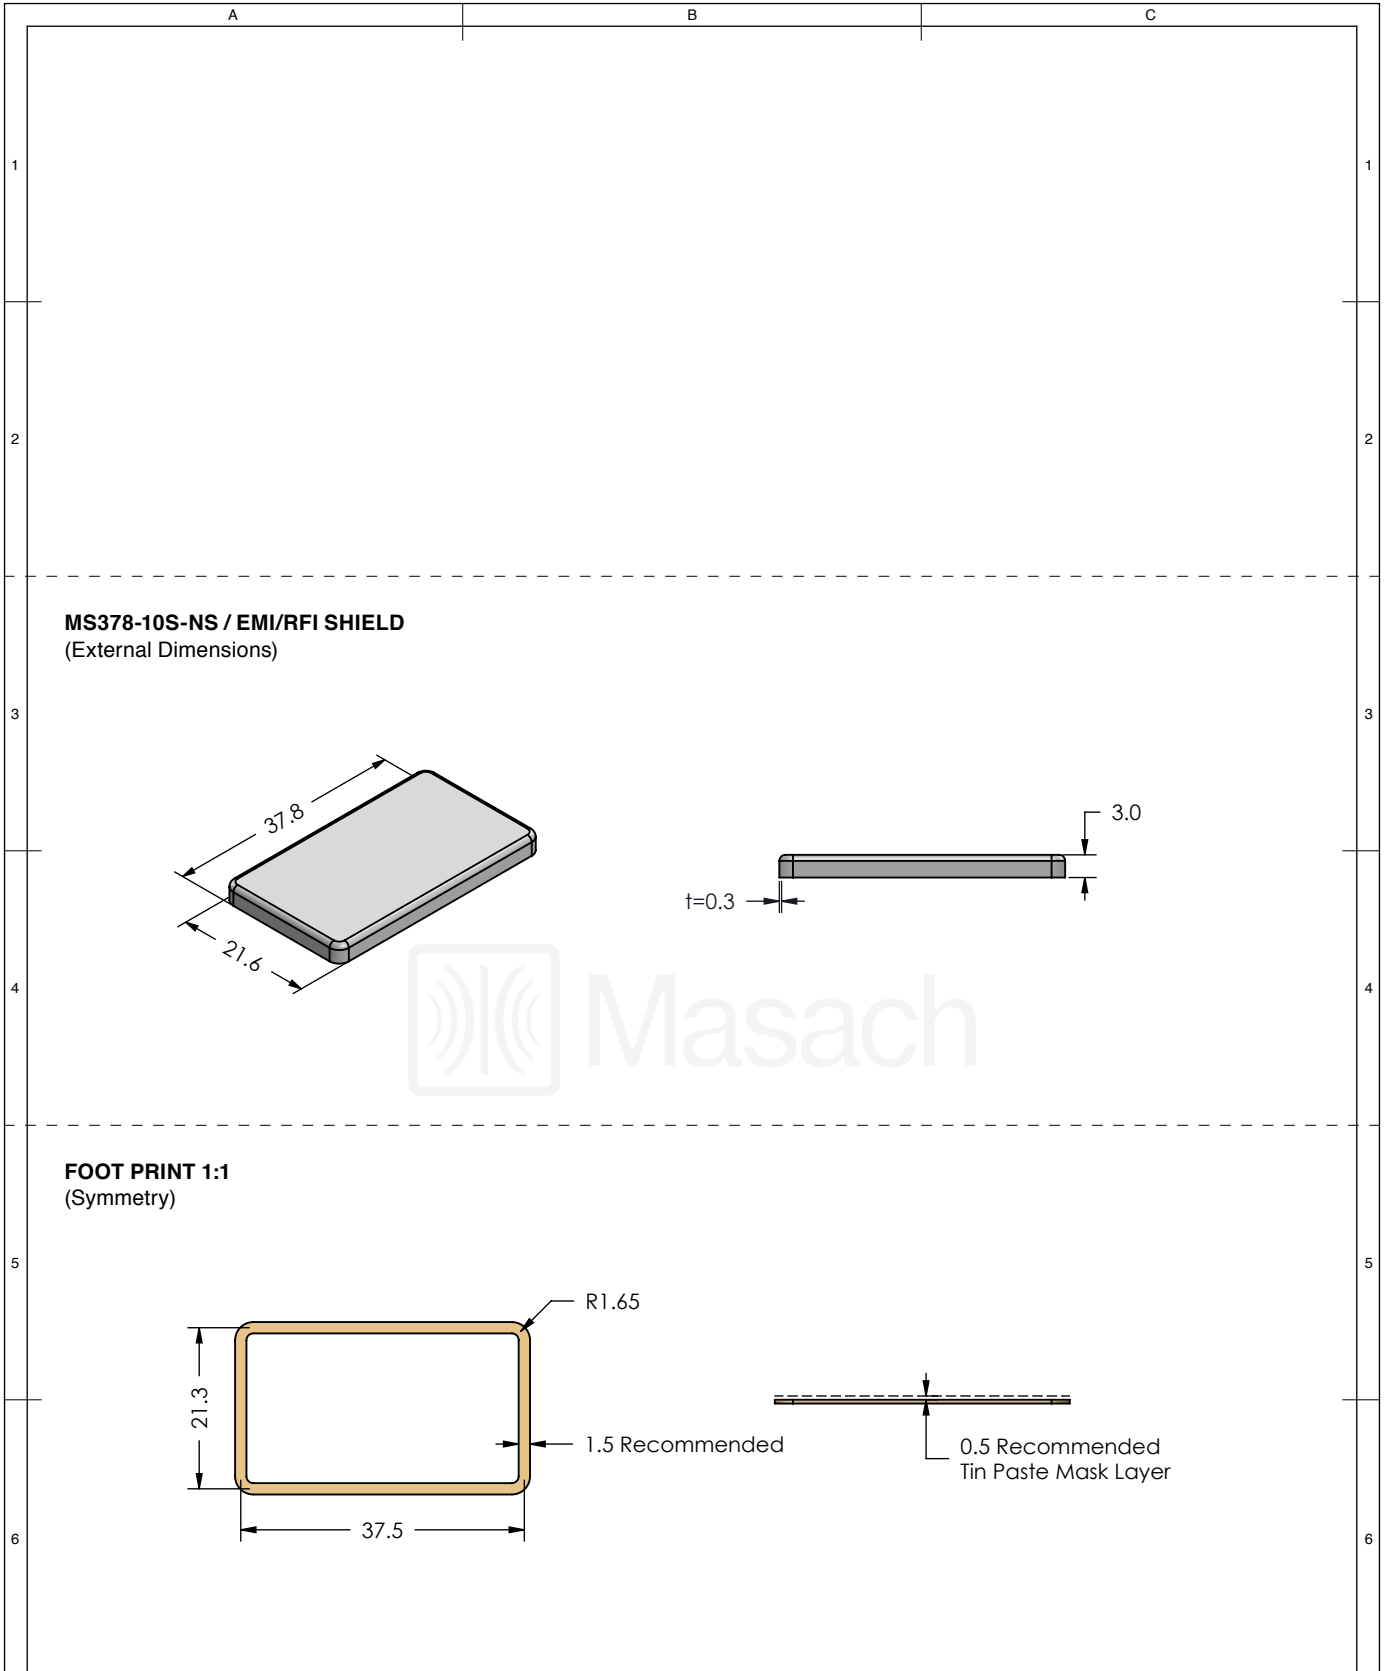 A B C
1 1
2 2
MS378-10S-NS / EMI/RFI SHIELD
(External Dimensions)
3 3
37.8
3.0
t=0.3
21.6
Masach
4 4
FOOT PRINT 1:1
(Symmetry)
5 5
R1.65
21.3
1.5 Recommended
0.5 Recommended
Tin Paste Mask Layer
37.5
6 6